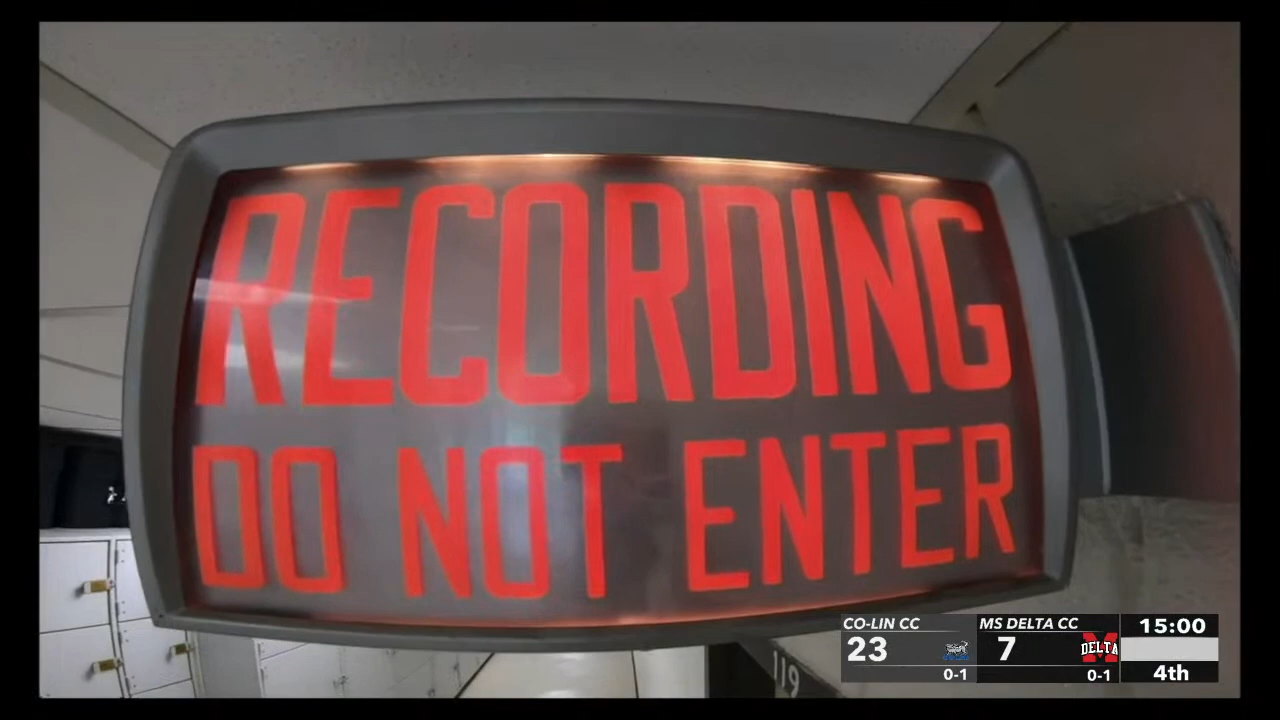 RECORDING
DO NOT ENTER
CO-LIN CC
23
0-1
MS DELTA CC
7
DELTA
0-1
15:00
4th
119